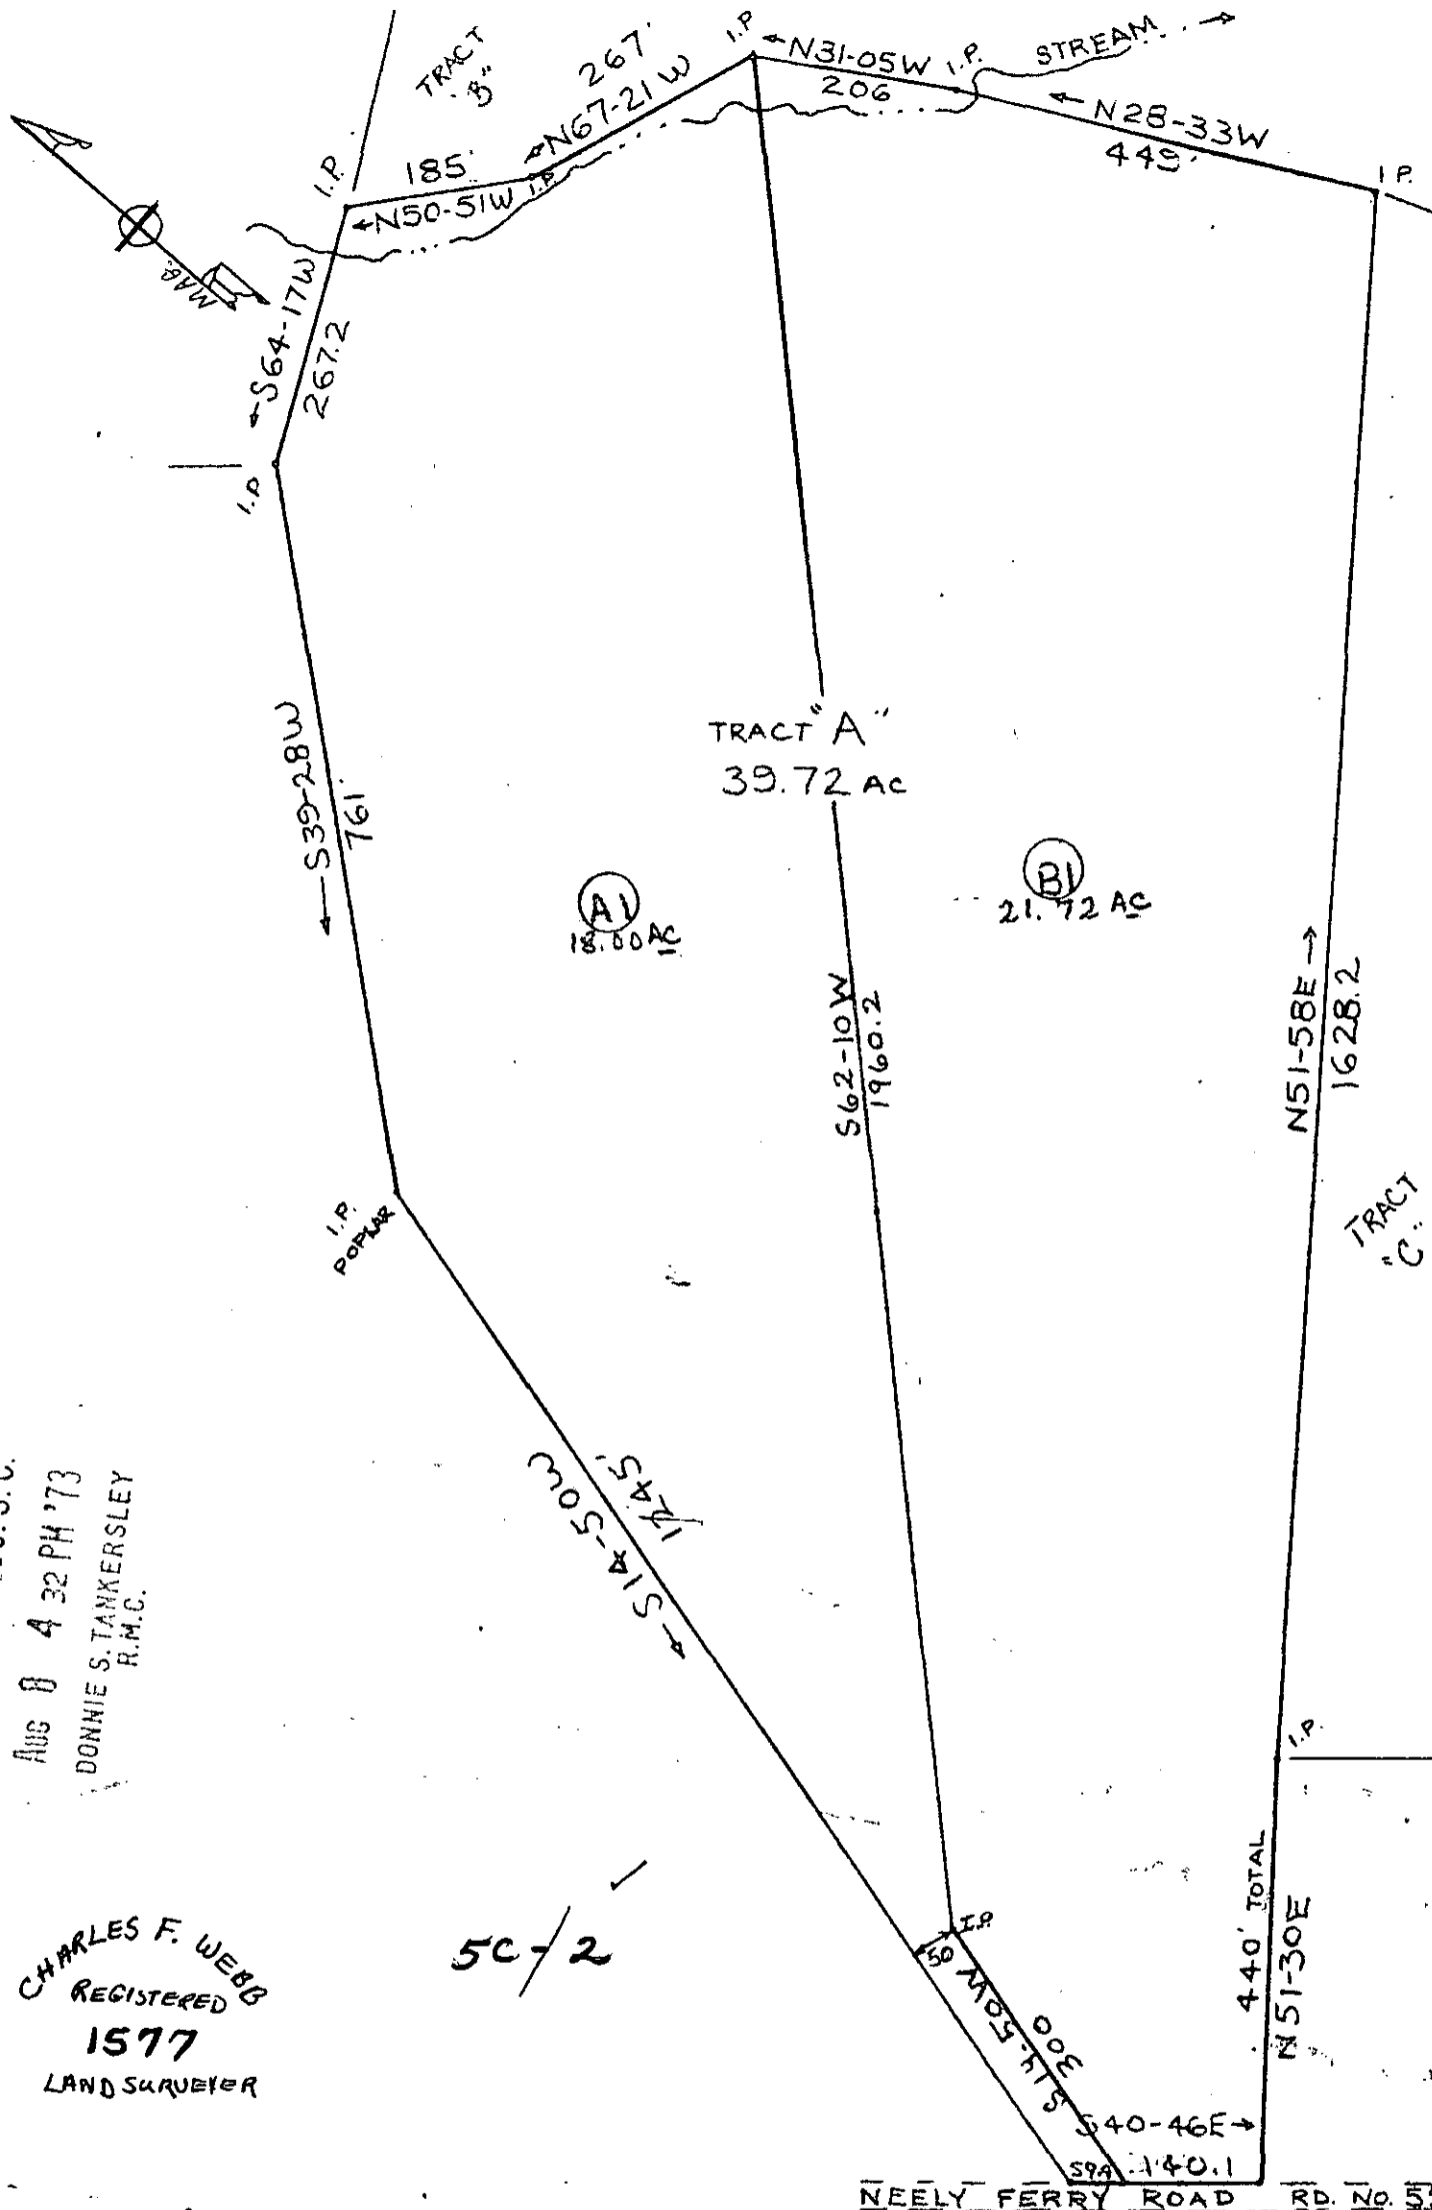 TRACT
"B"
267'
N67-21 W
I.P.
N31-05W
206
I.P.
STREAM
N28-33W
449'
I.P.
185'
N50-51W
I.P.
I.P.
MAG.
S64-17W
267.2
I.P.
S39-28W
761'
TRACT "A"
39.72 AC
A1
18.00 AC
B1
21.72 AC
S62-10W
1960.2
N51-58E
1628.2
TRACT
"C"
I.P.
POPLAR
S14-50W
1245'
AUG 8 4 32 PM '73
DONNIE S. TANKERSLEY
R.M.C.
I.P.
440' TOTAL
N51-30E
I.P.
50
S14-50W
300
5C-/2
CHARLES F. WEBB
REGISTERED
1577
LAND SURVEYER
S40-46E
59.4
140.1
NEELY FERRY ROAD RD. NO.